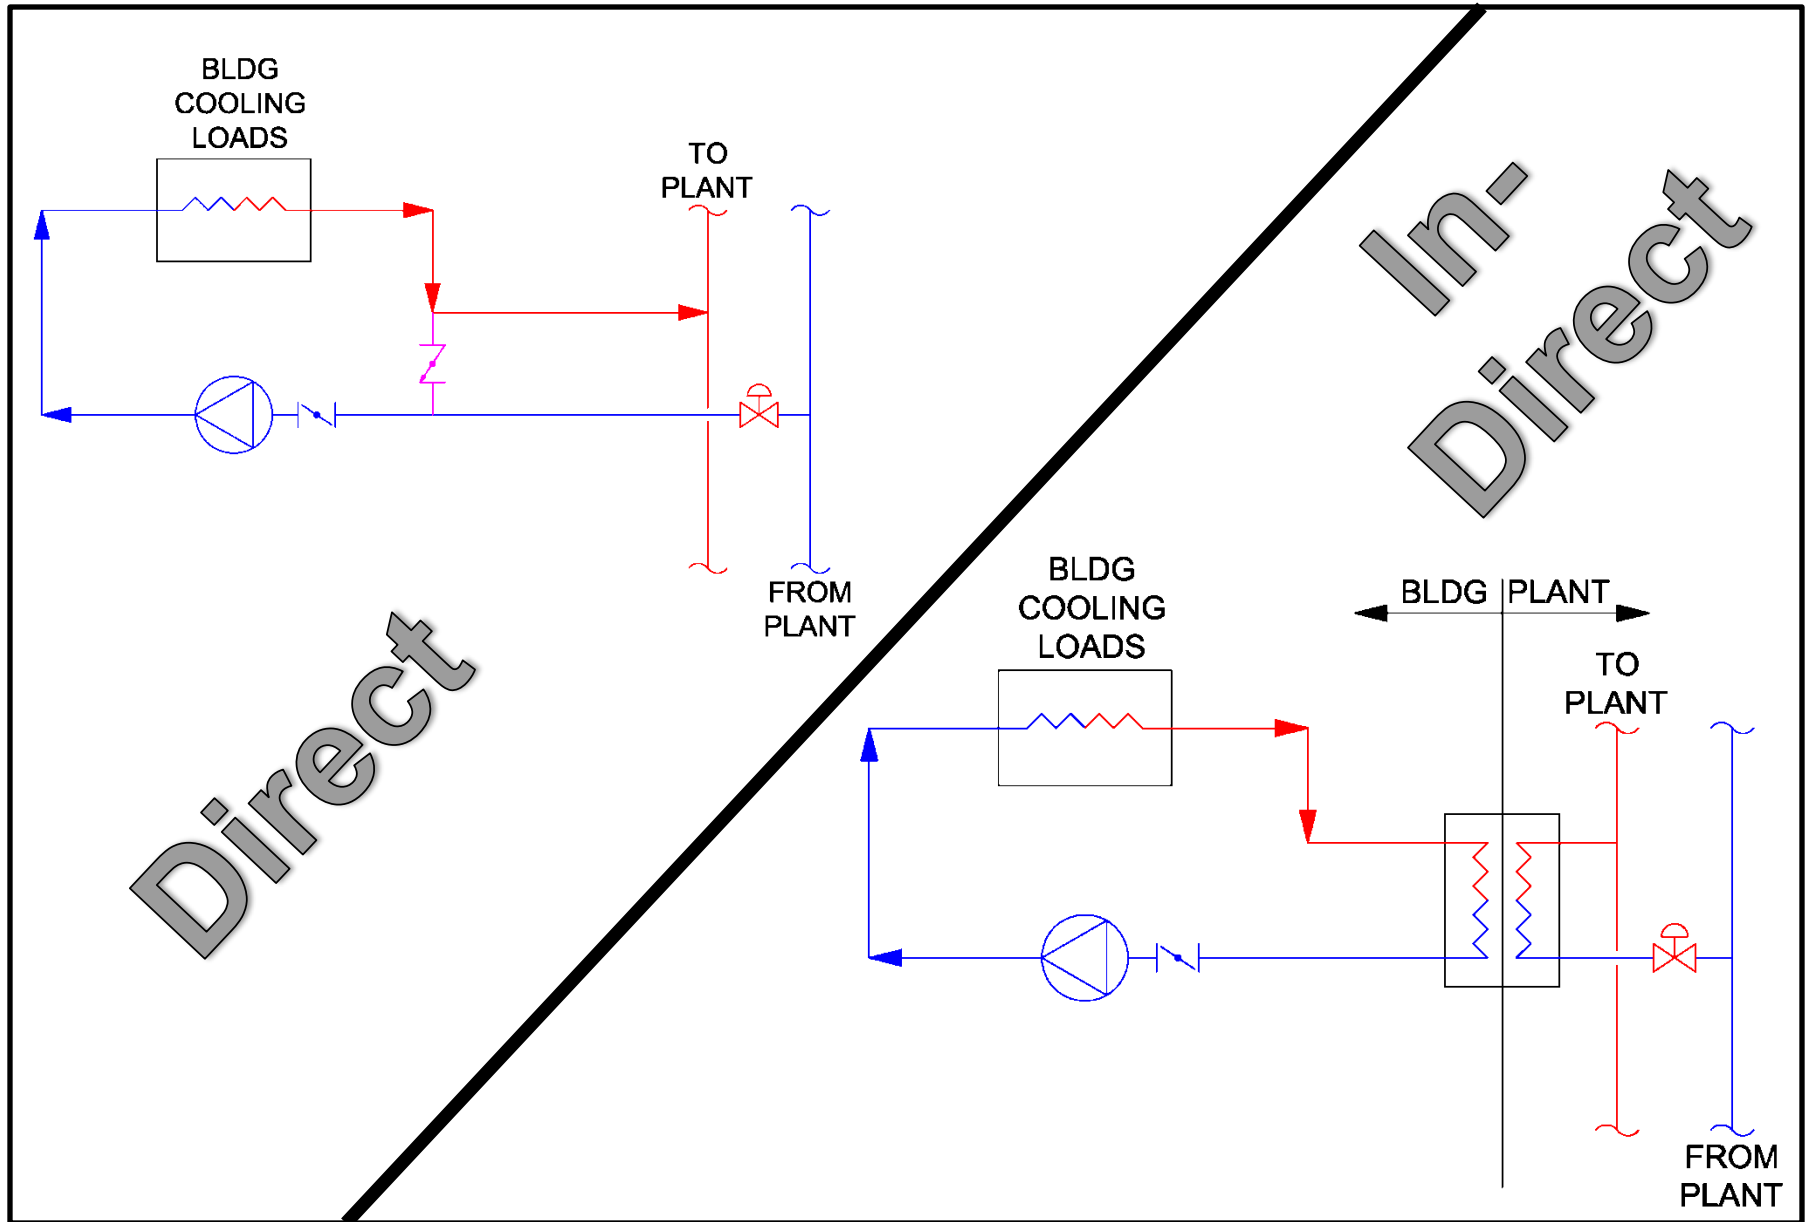 BLDG
COOLING
LOADS
TO
PLANT
FROM
PLANT
Direct
In-
Direct
BLDG
COOLING
LOADS
BLDG PLANT
TO
PLANT
FROM
PLANT